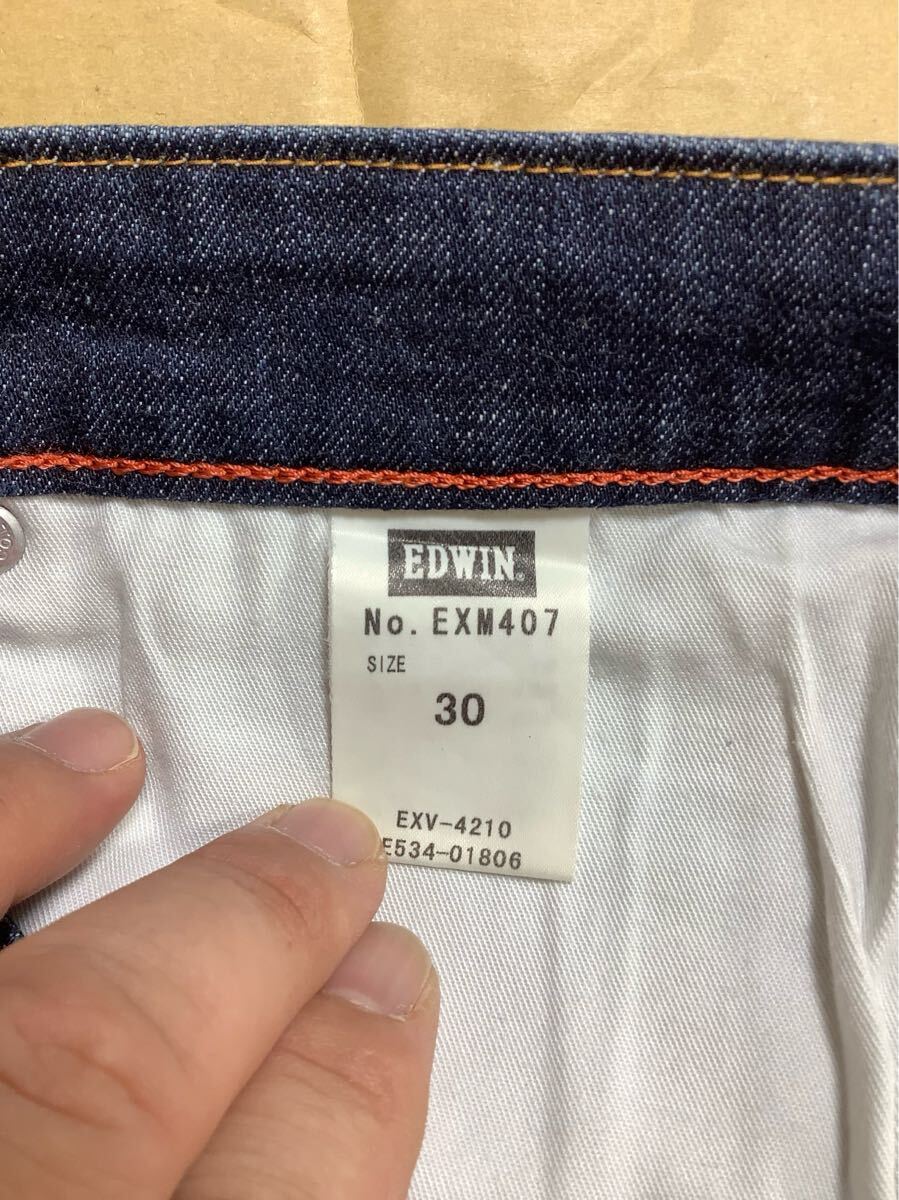 EDWIN.
No. EXM407
SIZE
30
EXV-4210
E534-01806